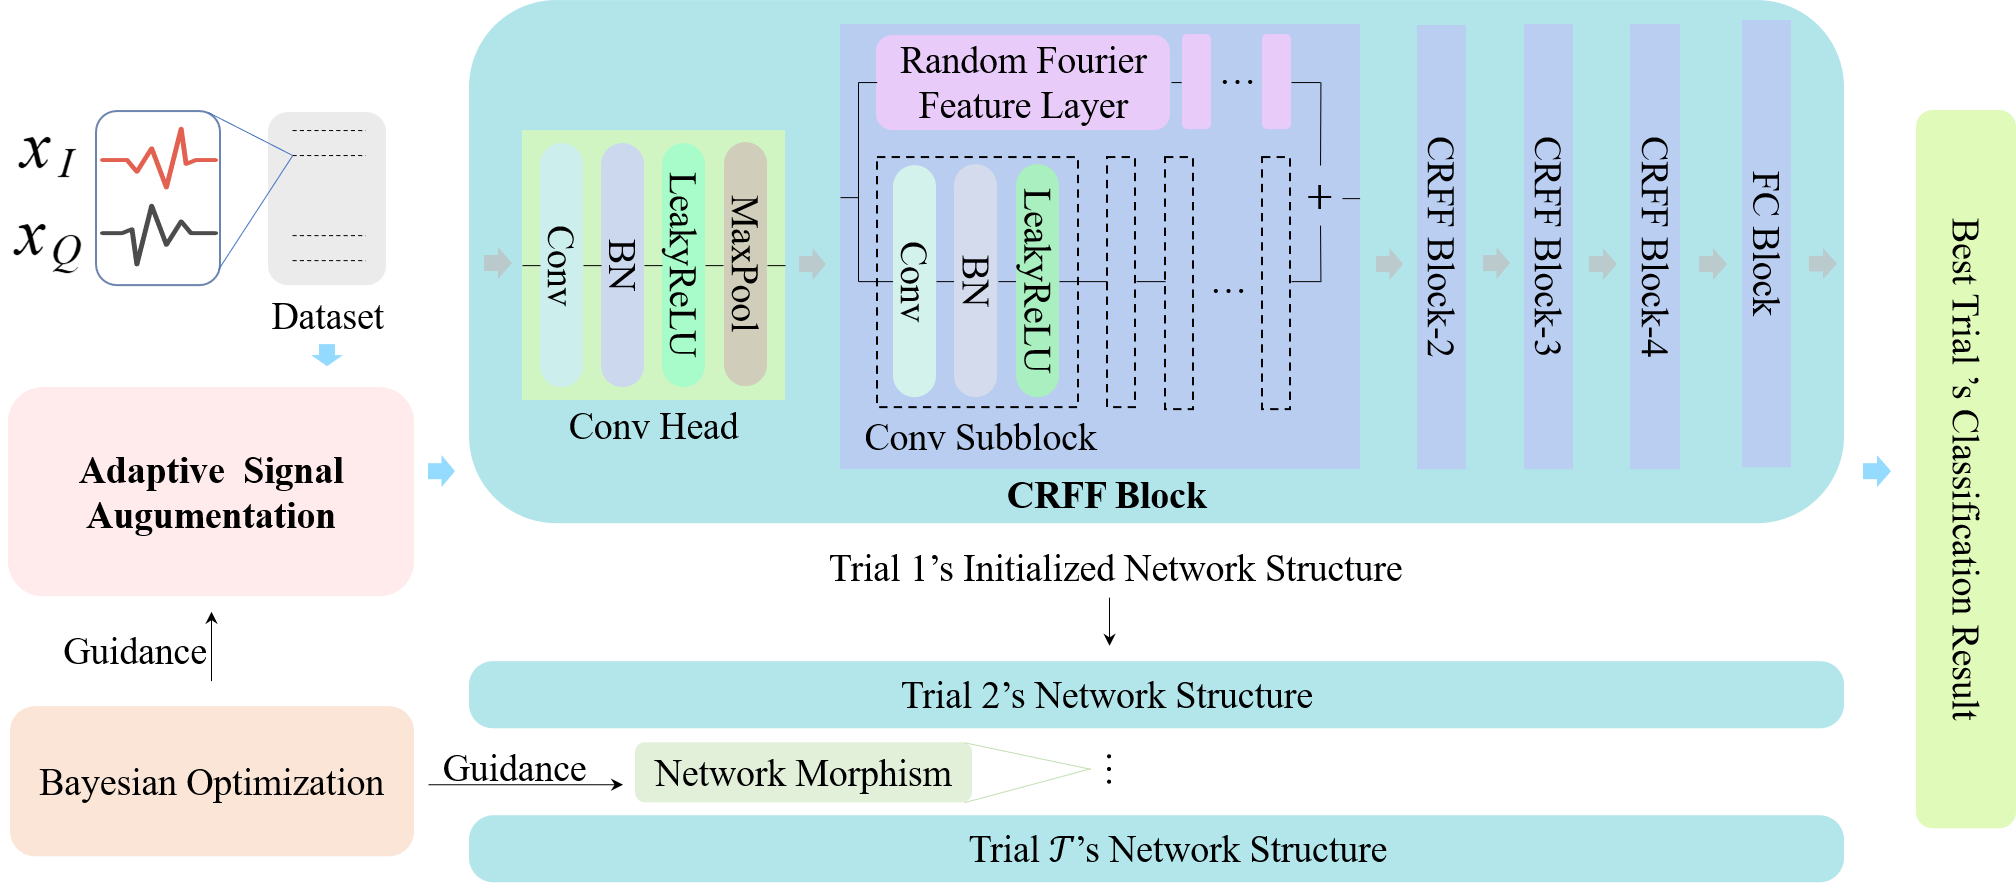 x_I
x_Q
Dataset
Adaptive Signal
Augumentation
Guidance
Bayesian Optimization
Conv
BN
LeakyReLU
MaxPool
Conv Head
Random Fourier
Feature Layer
...
Conv
BN
LeakyReLU
...
+
Conv Subblock
CRFF Block
CRFF Block-2
CRFF Block-3
CRFF Block-4
FC Block
Trial 1’s Initialized Network Structure
Trial 2’s Network Structure
Guidance
Network Morphism
⋮
Trial 𝒯’s Network Structure
Best Trial ’s Classification Result